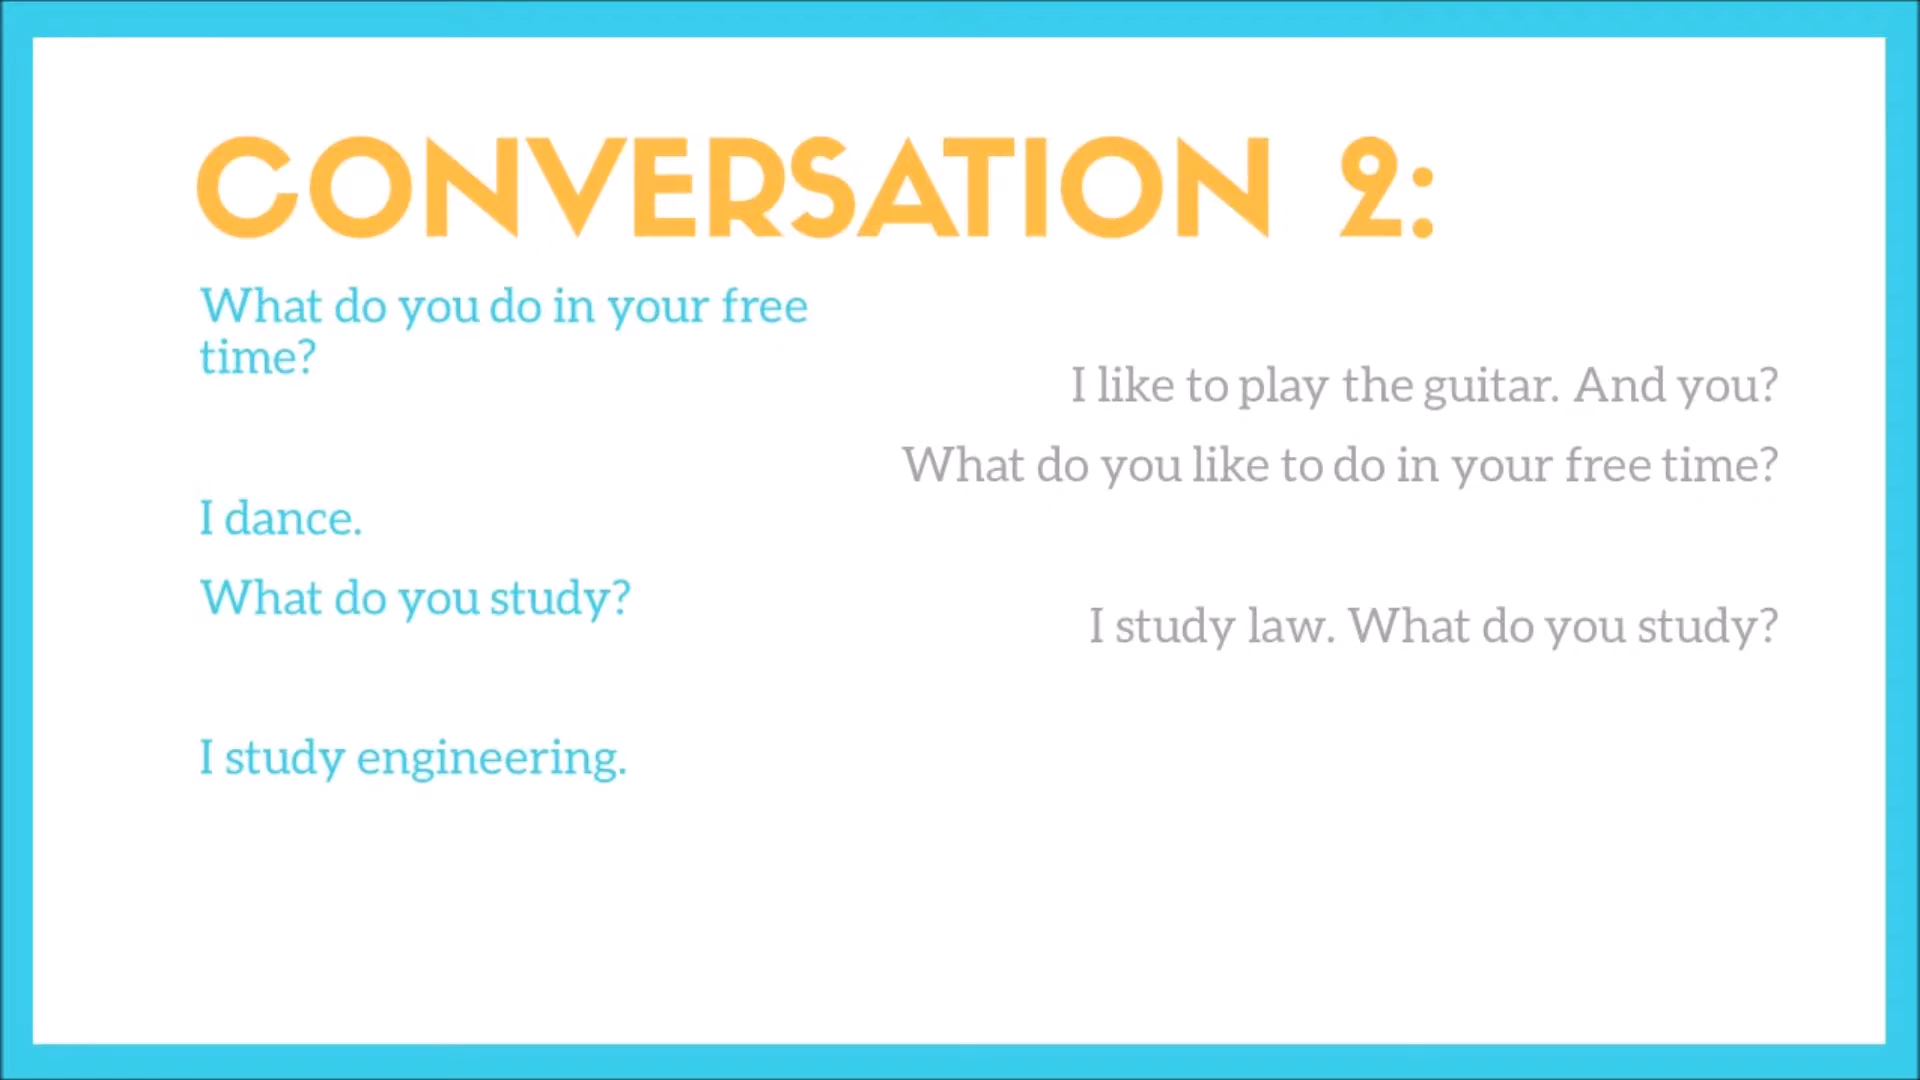 CONVERSATION 2:
What do you do in your free
time?
I like to play the guitar. And you?
What do you like to do in your free time?
I dance.
What do you study?
I study law. What do you study?
I study engineering.